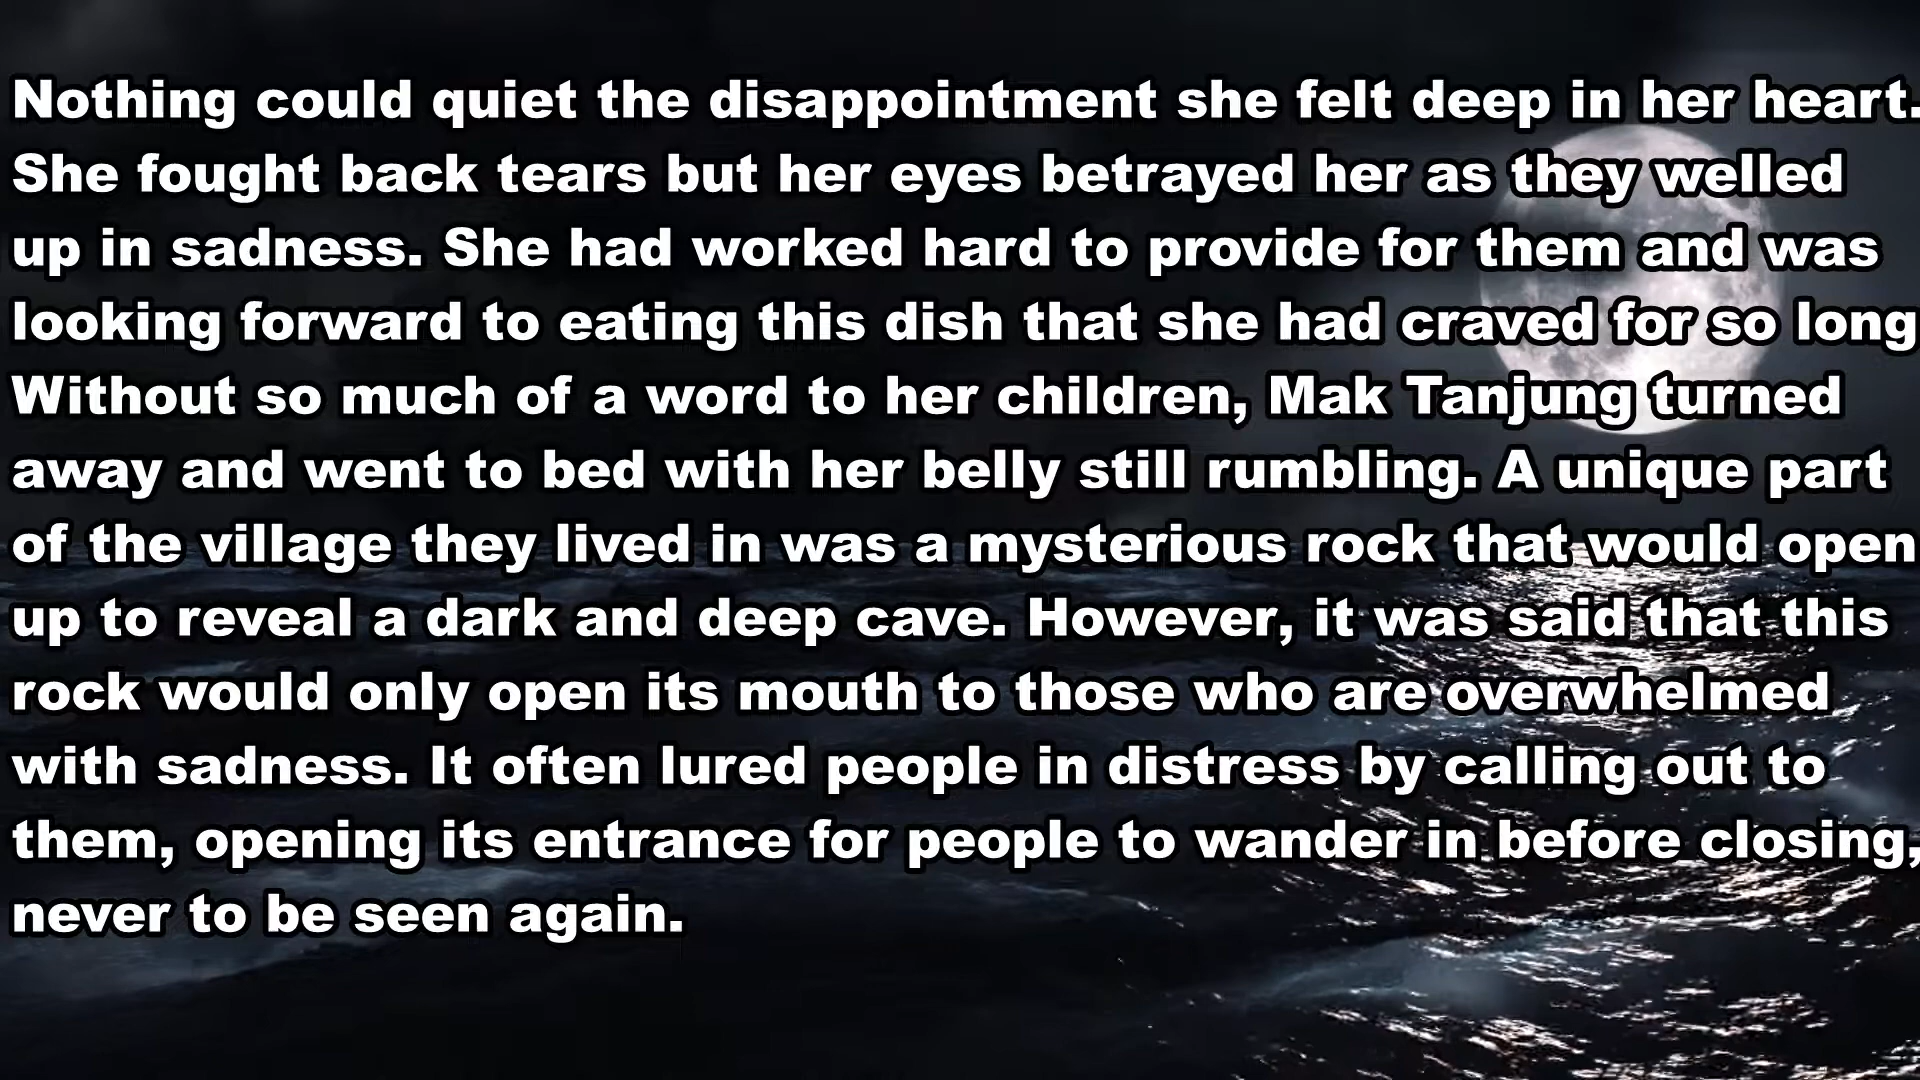 Nothing could quiet the disappointment she felt deep in her heart.
She fought back tears but her eyes betrayed her as they welled
up in sadness. She had worked hard to provide for them and was
looking forward to eating this dish that she had craved for so long
Without so much of a word to her children, Mak Tanjung turned
away and went to bed with her belly still rumbling. A unique part
of the village they lived in was a mysterious rock that would open
up to reveal a dark and deep cave. However, it was said that this
rock would only open its mouth to those who are overwhelmed
with sadness. It often lured people in distress by calling out to
them, opening its entrance for people to wander in before closing,
never to be seen again.